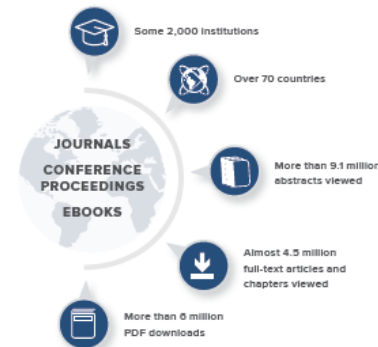 Some 2,000 institutions
Over 70 countries
JOURNALS
CONFERENCE
PROCEEDINGS
EBOOKS
More than 9.1 million
abstracts viewed
Almost 4.5 million
full-text articles and
chapters viewed
More than 6 million
PDF downloads